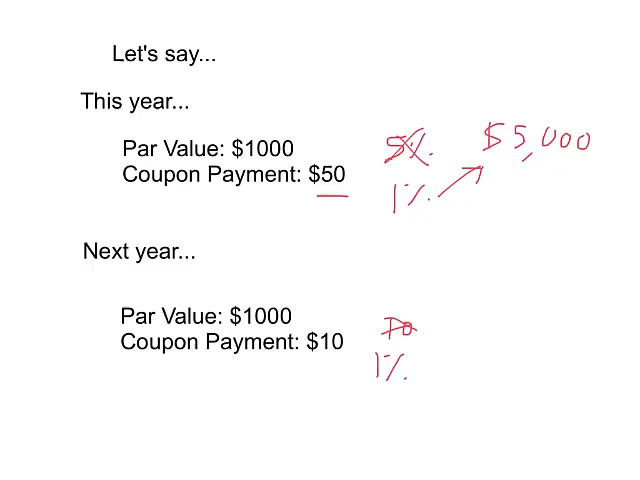 Let's say...
This year...
Par Value: $1000
Coupon Payment: $50
5%.
$5,000
1%.
Next year...
Par Value: $1000
Coupon Payment: $10
1%.